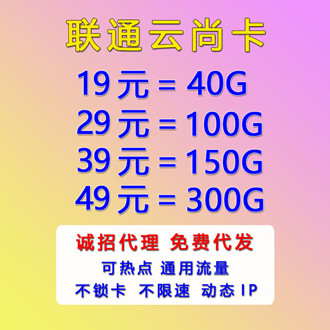 联通云尚卡
19元=40G
29元=100G
39元=150G
49元=300G
诚招代理 免费代发
可热点 通用流量
不锁卡 不限速 动态IP